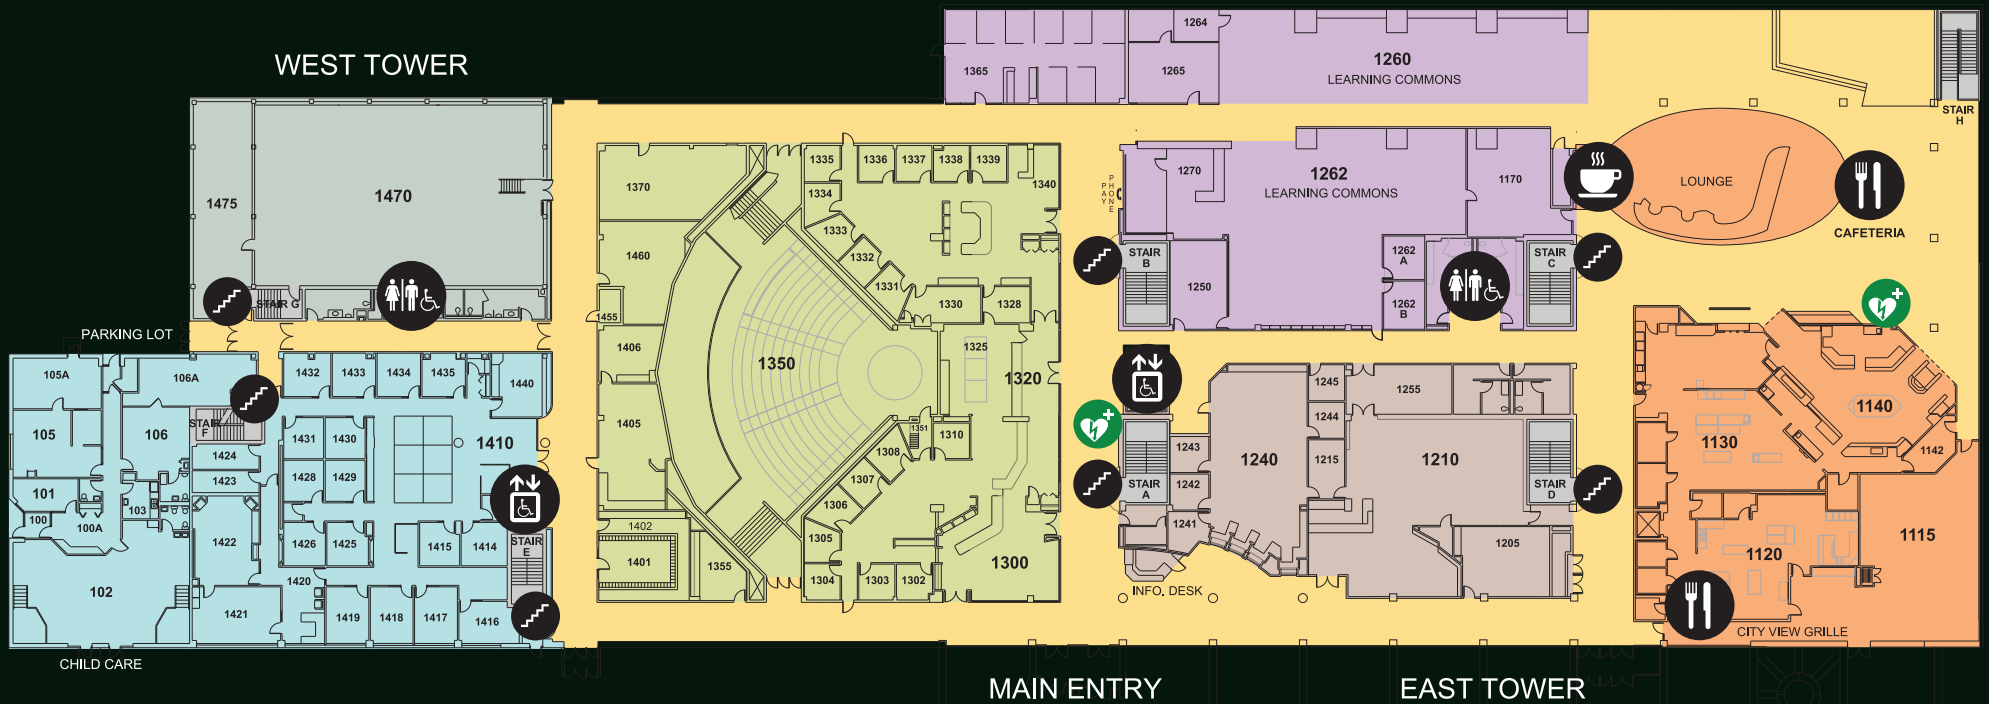 WEST TOWER
1264
1365
1265
1260
LEARNING COMMONS
STAIR
H
1475
1470
STAIR G
PARKING LOT
1370
1460
1455
1406
1405
1402
1401
1355
1350
1335
1336
1337
1338
1339
1334
1340
1333
1332
1331
1330
1328
1325
1320
1351
1310
1308
1307
1306
1305
1304
1303
1302
1300
PAY
PHONE
1270
1262
LEARNING COMMONS
1170
STAIR
B
1250
1262
A
1262
B
STAIR
C
LOUNGE
CAFETERIA
105A
106A
105
106
STAIR
F
101
100
100A
103
102
CHILD CARE
1432
1433
1434
1435
1440
1431
1430
1410
1424
1423
1428
1429
1422
1426
1425
1415
1414
STAIR
E
1420
1421
1419
1418
1417
1416
1245
1255
1244
1243
1240
1215
1210
STAIR
A
1242
1241
STAIR
D
1205
INFO. DESK
1140
1130
1142
1120
1115
CITY VIEW GRILLE
MAIN ENTRY
EAST TOWER